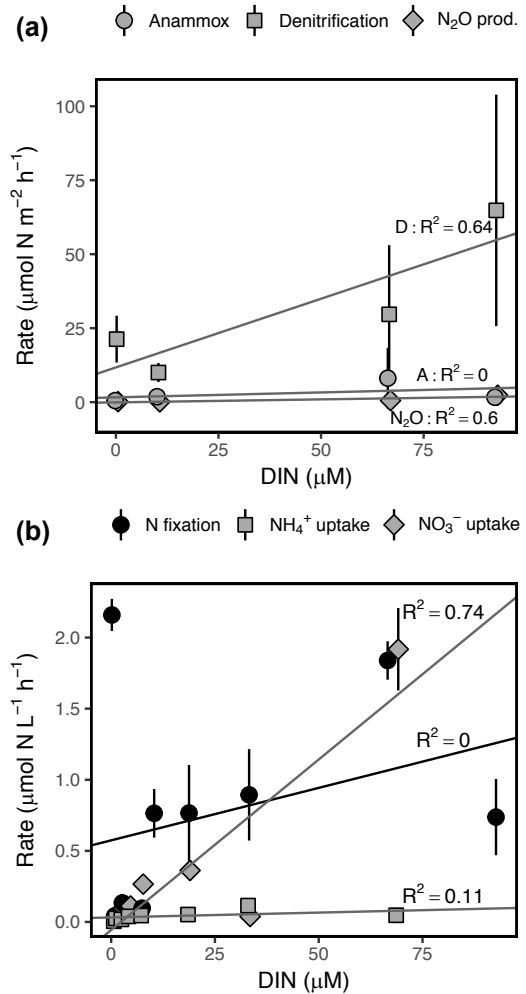 (a)
Anammox Denitrification N₂O prod.
Rate (μmol N m⁻² h⁻¹)
100
75
50
25
0
D : R² = 0.64
A : R² = 0
N₂O : R² = 0.6
0 25 50 75
DIN (μM)
(b)
N fixation NH₄⁺ uptake NO₃⁻ uptake
Rate (μmol N L⁻¹ h⁻¹)
2.0
1.5
1.0
0.5
0.0
R² = 0.74
R² = 0
R² = 0.11
0 25 50 75
DIN (μM)